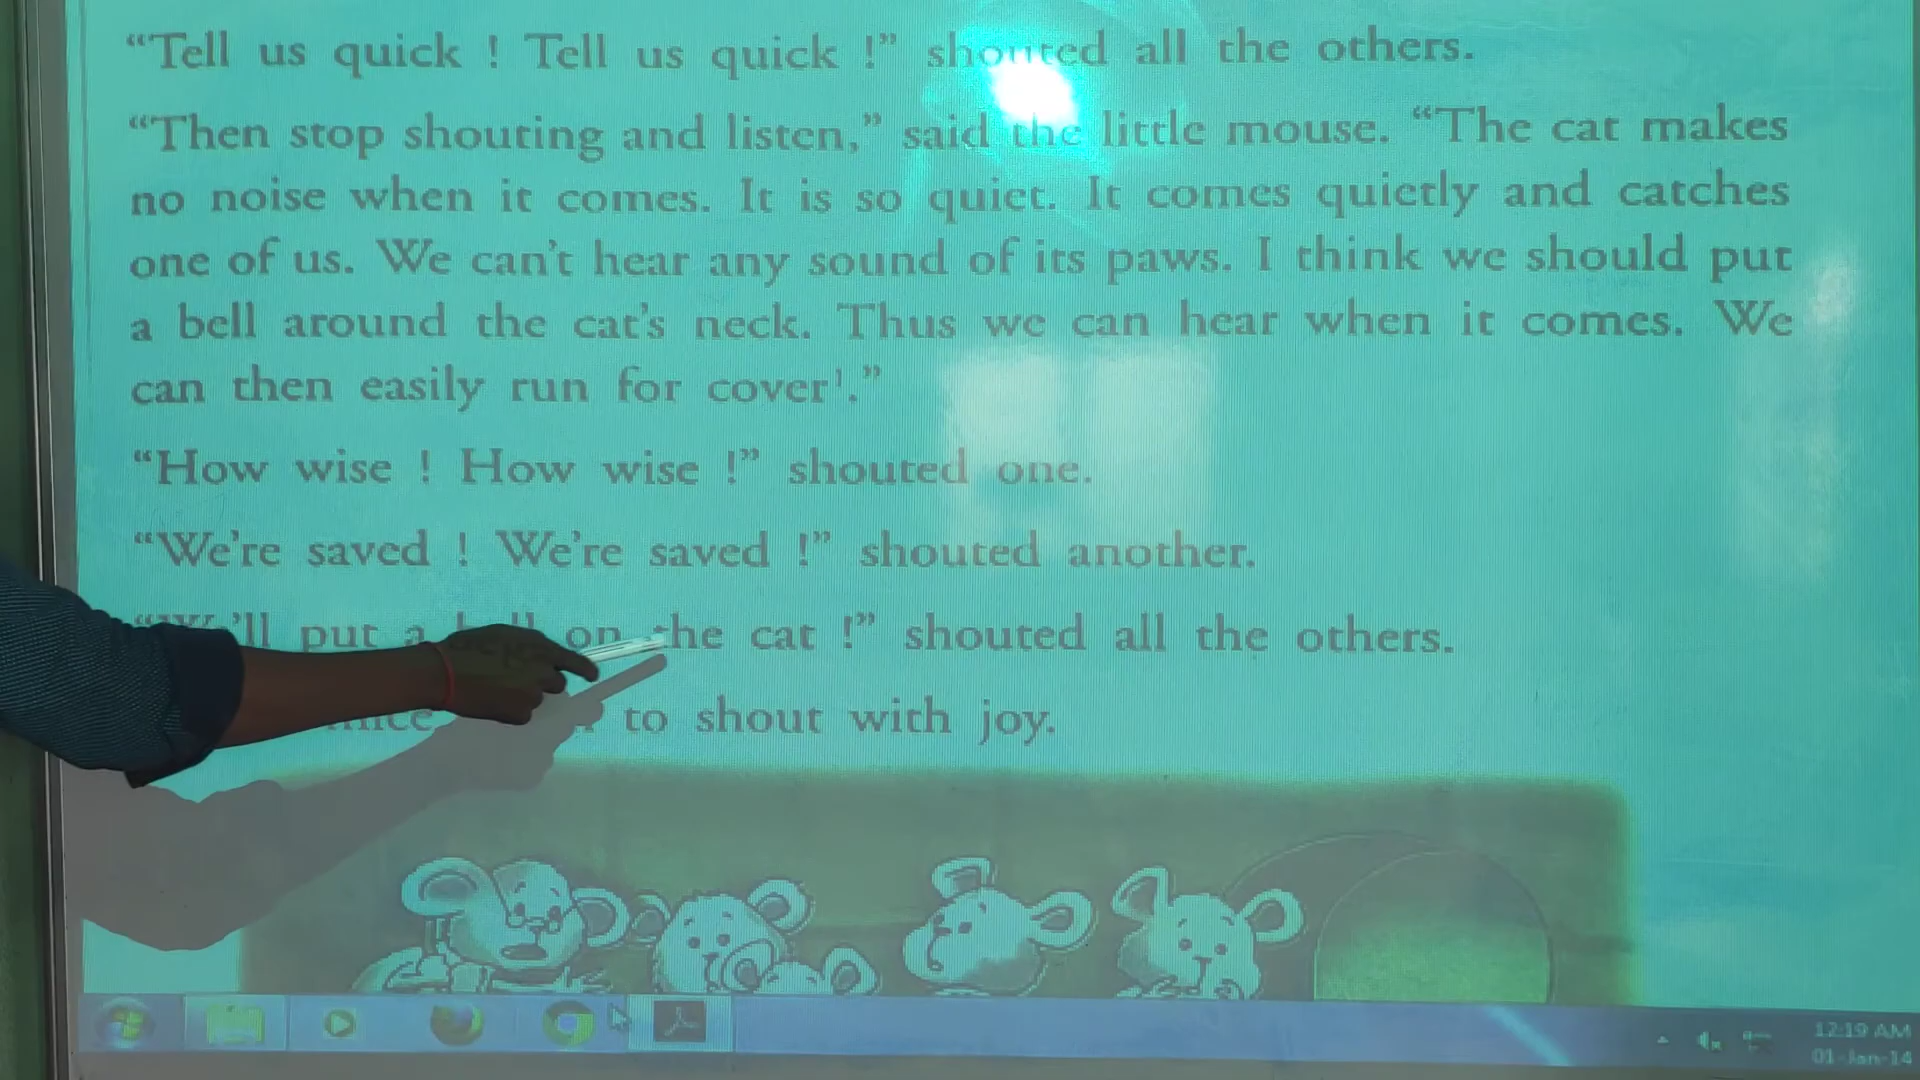 “Tell us quick ! Tell us quick !” shouted all the others.
“Then stop shouting and listen,” said the little mouse. “The cat makes
no noise when it comes. It is so quiet. It comes quietly and catches
one of us. We can’t hear any sound of its paws. I think we should put
a bell around the cat’s neck. Thus we can hear when it comes. We
can then easily run for cover¹.”
“How wise ! How wise !” shouted one.
“We’re saved ! We’re saved !” shouted another.
“We’ll put a bell on the cat !” shouted all the others.
mice to shout with joy.
12:19 AM
01-Jan-14